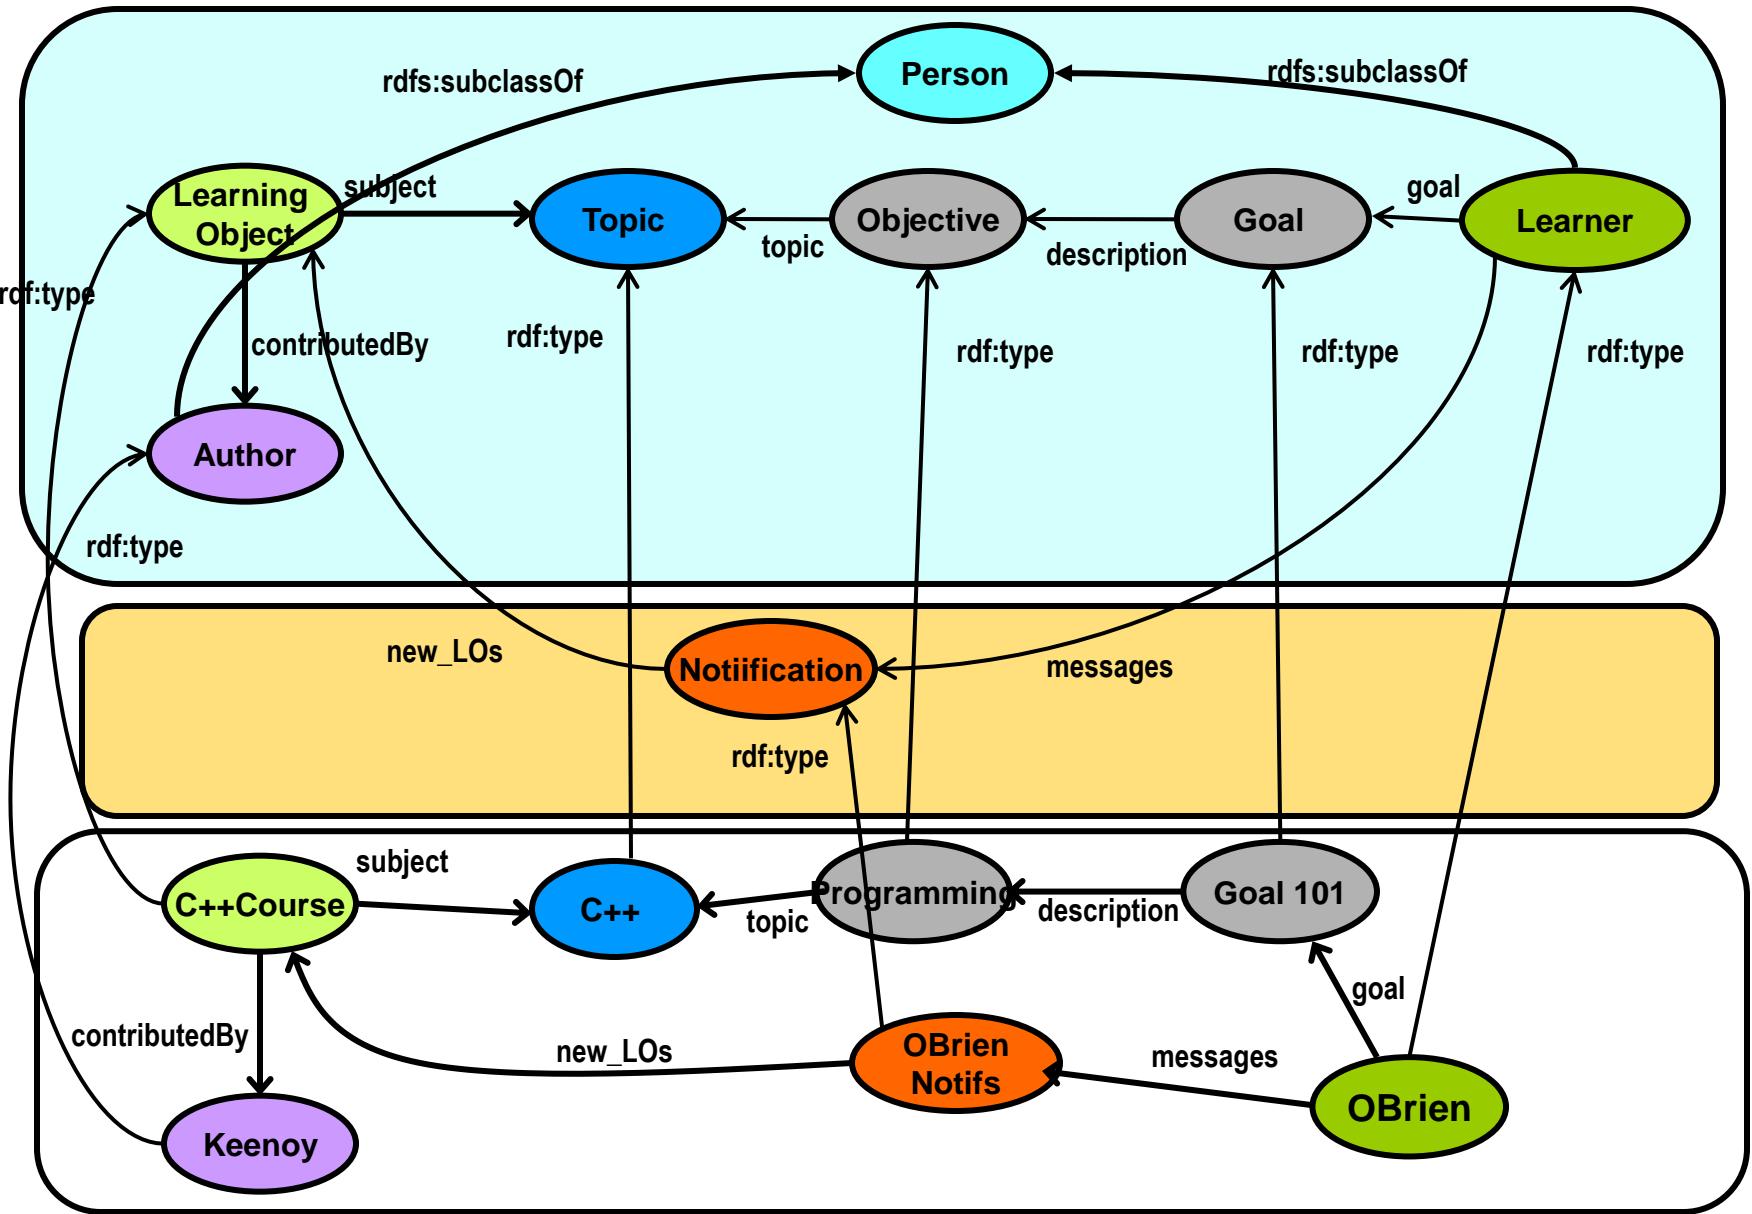 Person
rdfs:subclassOf
rdfs:subclassOf
Learning
Object
subject
Topic
topic
Objective
description
Goal
goal
Learner
rdf:type
contributedBy
rdf:type
rdf:type
rdf:type
rdf:type
Author
rdf:type
new_LOs
Notiification
messages
rdf:type
C++Course
subject
C++
topic
Programming
description
Goal 101
goal
contributedBy
new_LOs
OBrien
Notifs
messages
OBrien
Keenoy